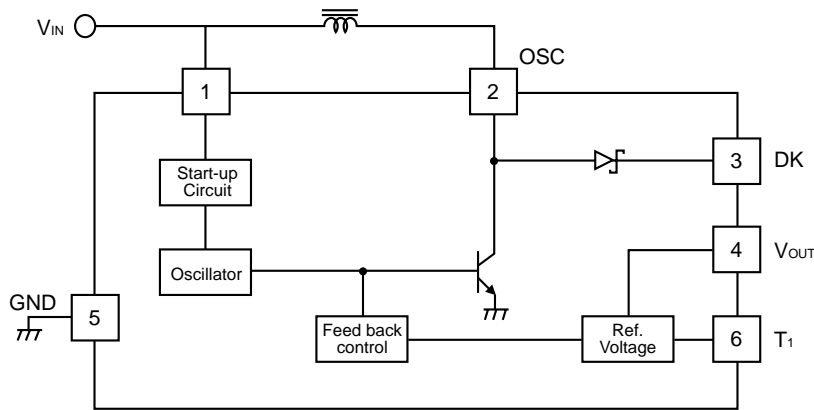 VIN
OSC
1
2
3
DK
Start-up
Circuit
4
VOUT
Oscillator
GND
5
Feed back
control
Ref.
Voltage
6
T1